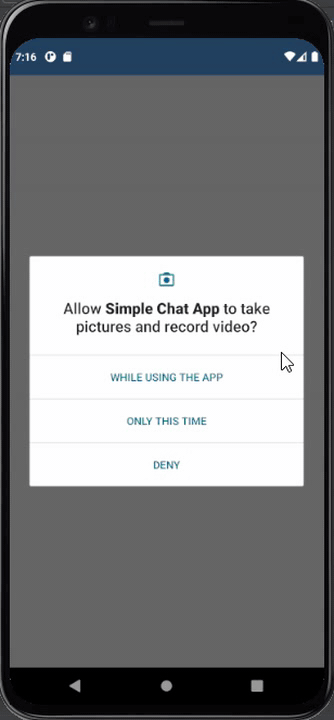 7:16
Allow Simple Chat App to take
pictures and record video?
WHILE USING THE APP
ONLY THIS TIME
DENY